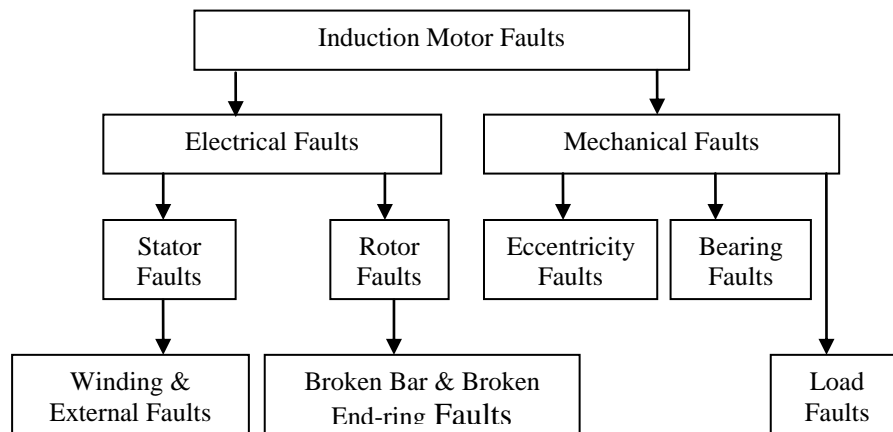 Induction Motor Faults
Electrical Faults
Mechanical Faults
Stator
Faults
Rotor
Faults
Eccentricity
Faults
Bearing
Faults
Winding &
External Faults
Broken Bar & Broken
End-ring Faults
Load
Faults